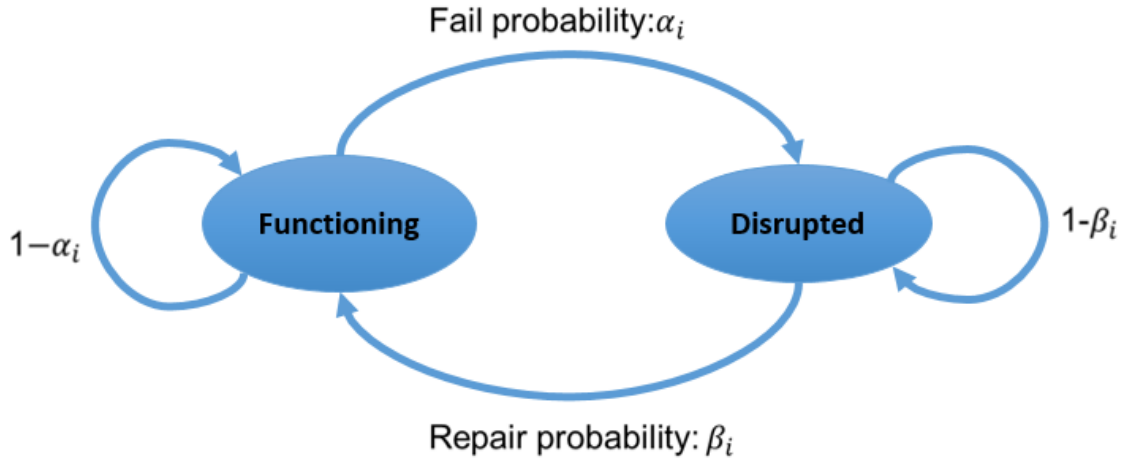 Fail probability:αᵢ
Functioning
Disrupted
1−αᵢ
1-βᵢ
Repair probability: βᵢ